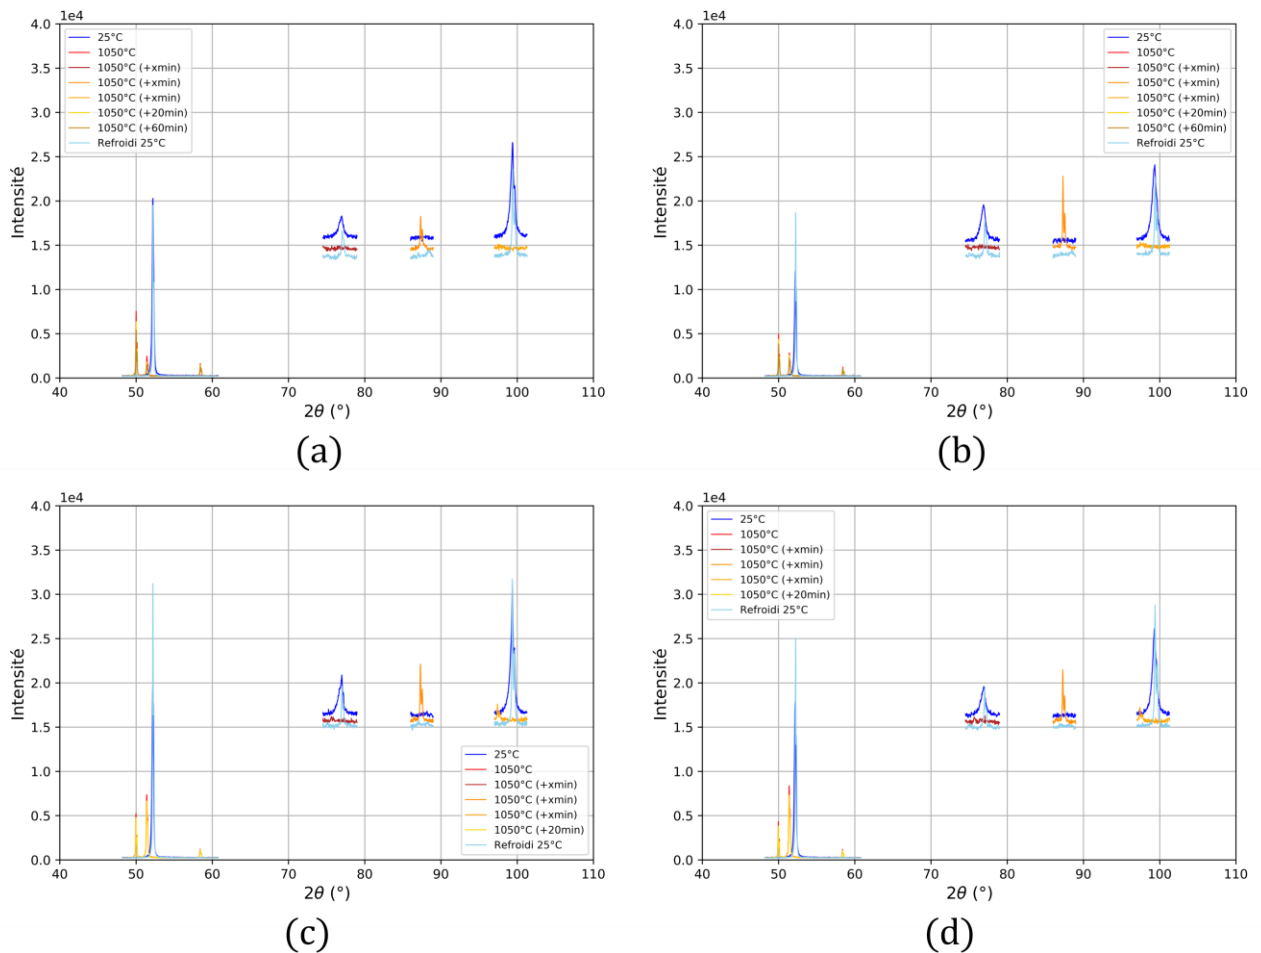 1e4
4.0
3.5
3.0
2.5
2.0
1.5
1.0
0.5
0.0
Intensité
25°C
1050°C
1050°C (+xmin)
1050°C (+xmin)
1050°C (+xmin)
1050°C (+20min)
1050°C (+60min)
Refroidi 25°C
40 50 60 70 80 90 100 110
2θ (°)
(a)
1e4
4.0
3.5
3.0
2.5
2.0
1.5
1.0
0.5
0.0
Intensité
25°C
1050°C
1050°C (+xmin)
1050°C (+xmin)
1050°C (+xmin)
1050°C (+20min)
1050°C (+60min)
Refroidi 25°C
40 50 60 70 80 90 100 110
2θ (°)
(b)
1e4
4.0
3.5
3.0
2.5
2.0
1.5
1.0
0.5
0.0
Intensité
25°C
1050°C
1050°C (+xmin)
1050°C (+xmin)
1050°C (+xmin)
1050°C (+20min)
Refroidi 25°C
40 50 60 70 80 90 100 110
2θ (°)
(c)
1e4
4.0
3.5
3.0
2.5
2.0
1.5
1.0
0.5
0.0
Intensité
25°C
1050°C
1050°C (+xmin)
1050°C (+xmin)
1050°C (+xmin)
1050°C (+20min)
Refroidi 25°C
40 50 60 70 80 90 100 110
2θ (°)
(d)